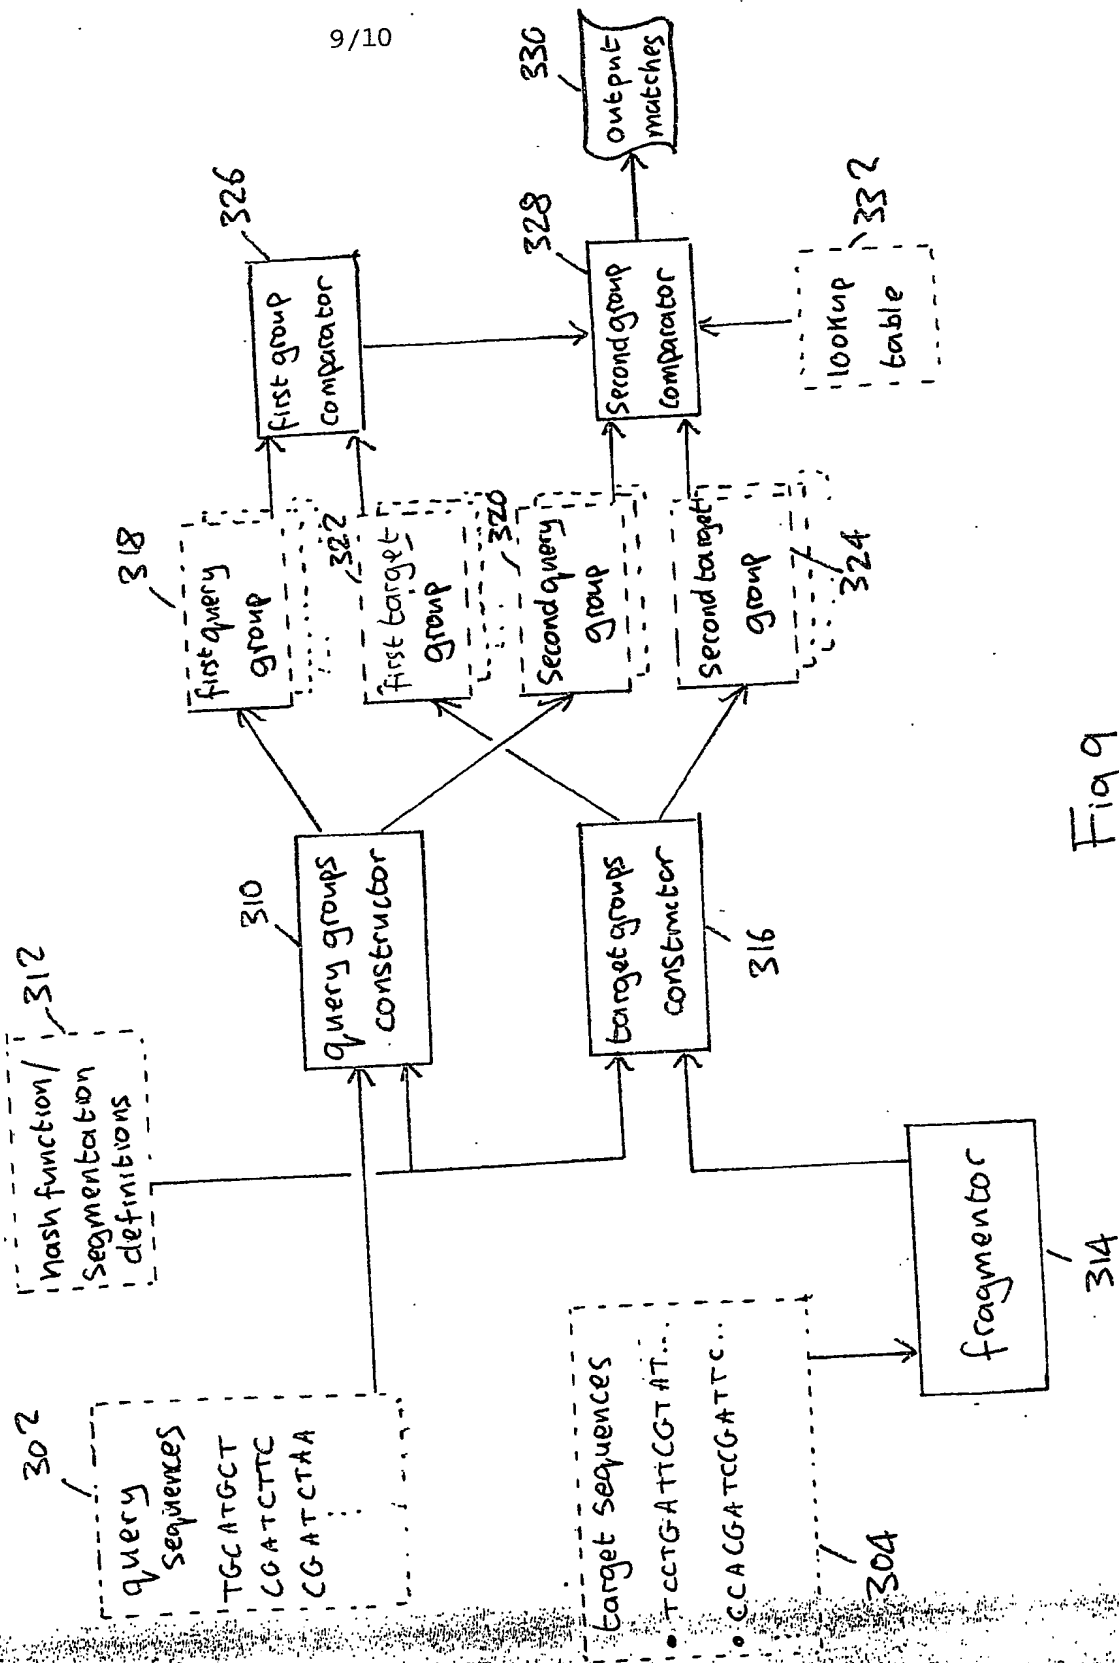 9/10
302
query
sequences
TGCATGCT
CGATCTTC
CGATCTAA
hash function/
segmentation
definitions
312
target sequences
• TCCTGATTCGTAT...
• CCACGATCCGATTC...
304
fragmentor
314
310
query groups
constructor
target groups
constructor
316
318
first query
group
322
first target
group
320
second query
group
second target
group
324
326
first group
comparator
328
second group
comparator
330
output
matches
332
lookup
table
Fig 9